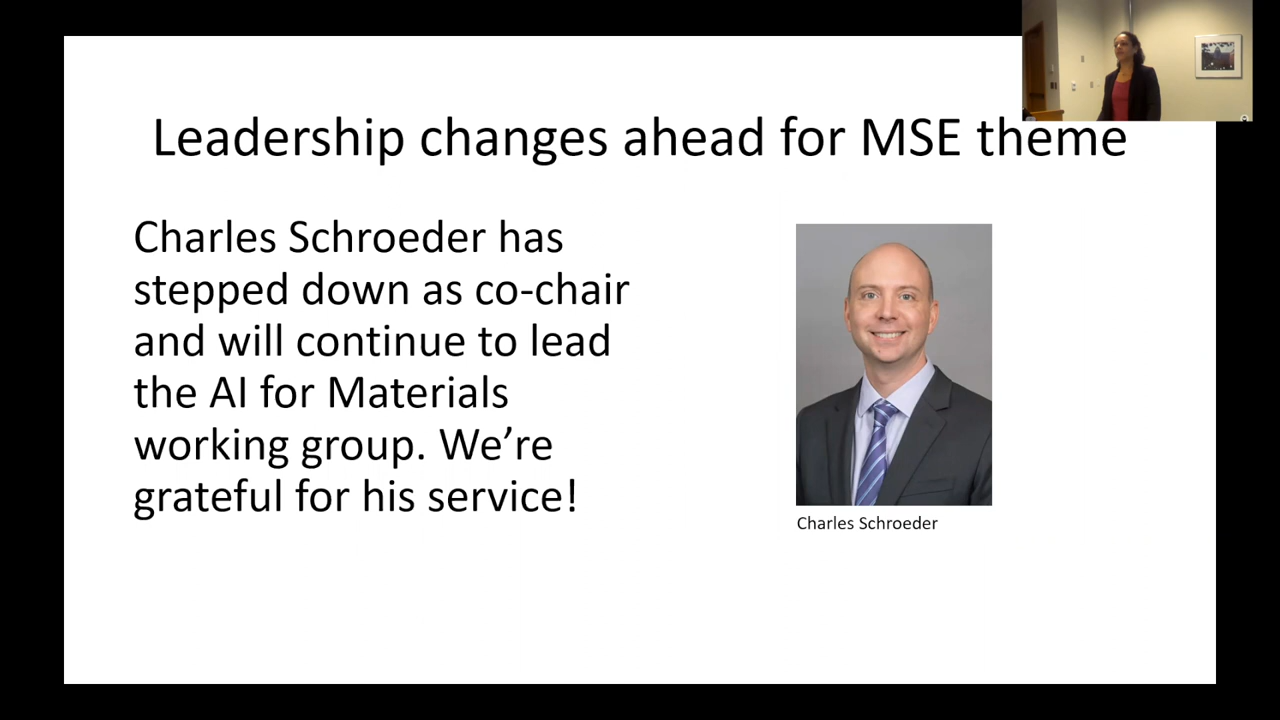 Leadership changes ahead for MSE theme
Charles Schroeder has
stepped down as co-chair
and will continue to lead
the AI for Materials
working group. We’re
grateful for his service!
Charles Schroeder